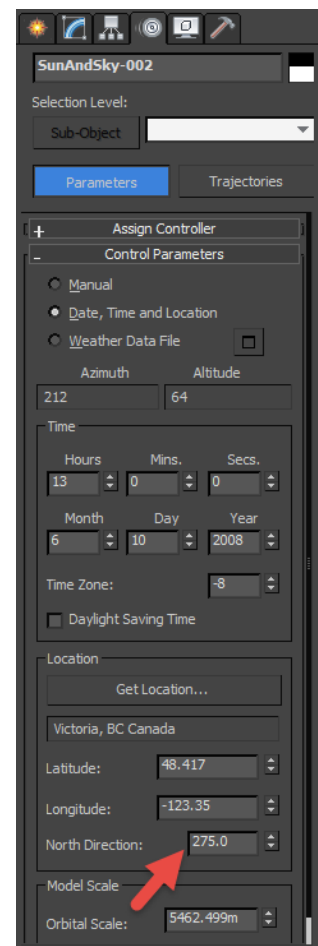 SunAndSky-002
Selection Level:
Sub-Object
Parameters Trajectories
+ Assign Controller
- Control Parameters
Manual
Date, Time and Location
Weather Data File
Azimuth Altitude
212 64
Time
Hours Mins. Secs.
13 0 0
Month Day Year
6 10 2008
Time Zone: -8
Daylight Saving Time
Location
Get Location...
Victoria, BC Canada
Latitude: 48.417
Longitude: -123.35
North Direction: 275.0
Model Scale
Orbital Scale: 5462.499m